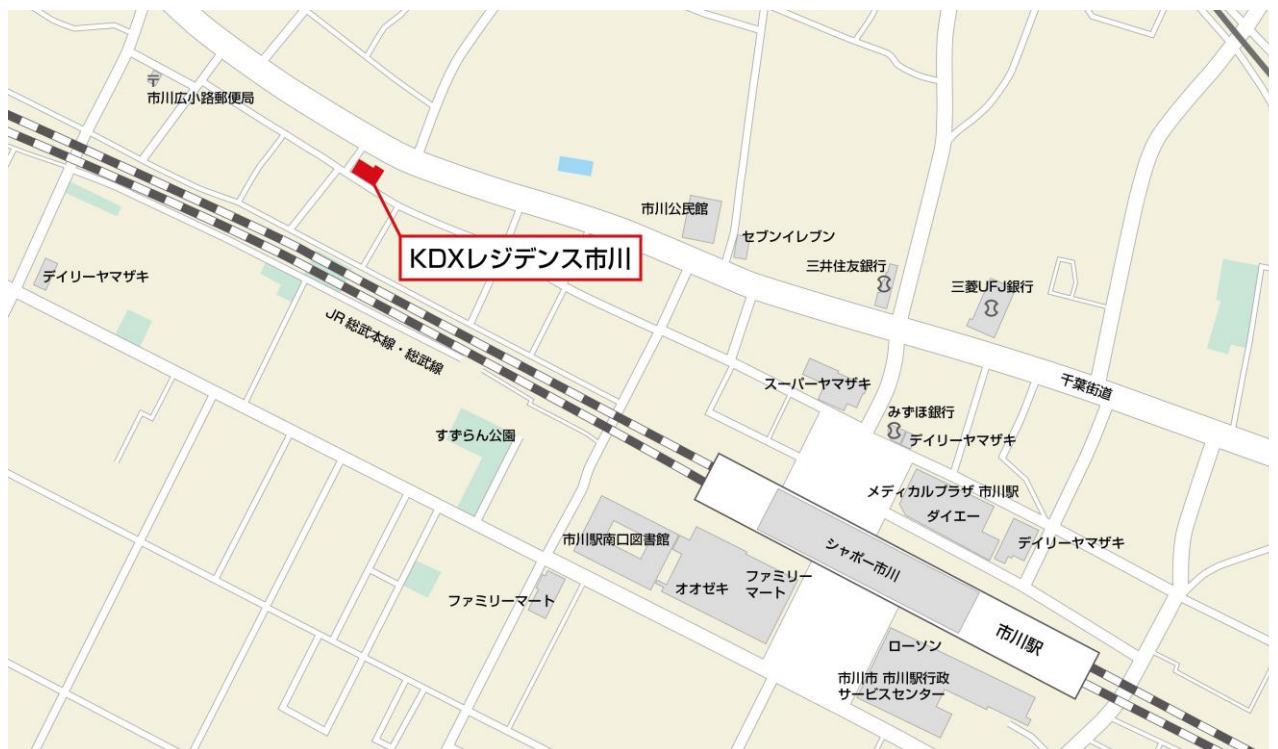 〒
市川広小路郵便局
市川公民館
セブンイレブン
KDXレジデンス市川
三井住友銀行
三菱UFJ銀行
デイリーヤマザキ
JR 総武本線・総武線
スーパーヤマザキ
千葉街道
みずほ銀行
デイリーヤマザキ
すずらん公園
メディカルプラザ 市川駅
ダイエー
市川駅南口図書館
デイリーヤマザキ
シャポー市川
オオゼキ
ファミリー
マート
ファミリーマート
市川駅
ローソン
市川市 市川駅行政
サービスセンター